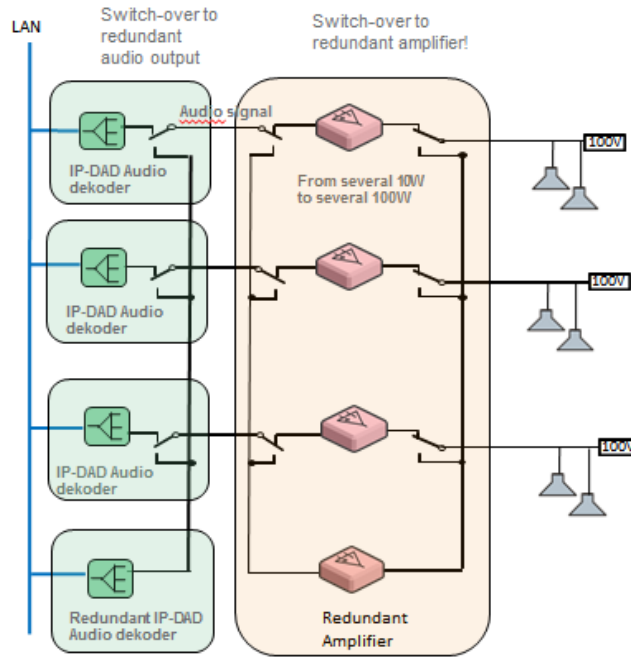 LAN
Switch-over to
redundant
audio output
Switch-over to
redundant amplifier!
Audio signal
IP-DAD Audio
dekoder
From several 10W
to several 100W
100V
IP-DAD Audio
dekoder
100V
IP-DAD Audio
dekoder
100V
Redundant IP-DAD
Audio dekoder
Redundant
Amplifier